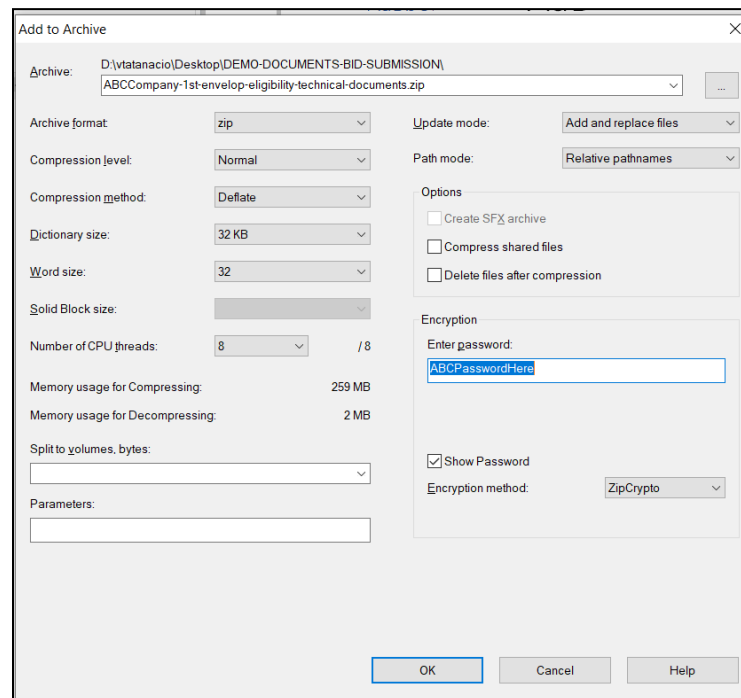 Add to Archive
Archive:
D:\vtatanacio\Desktop\DEMO-DOCUMENTS-BID-SUBMISSION\
ABCCompany-1st-envelop-eligibility-technical-documents.zip
...
Archive format:
zip
Compression level:
Normal
Compression method:
Deflate
Dictionary size:
32 KB
Word size:
32
Solid Block size:
Number of CPU threads:
8
/ 8
Memory usage for Compressing:
259 MB
Memory usage for Decompressing:
2 MB
Split to volumes, bytes:
Parameters:
Update mode:
Add and replace files
Path mode:
Relative pathnames
Options
Create SFX archive
Compress shared files
Delete files after compression
Encryption
Enter password:
ABCPasswordHere
Show Password
Encryption method:
ZipCrypto
OK
Cancel
Help